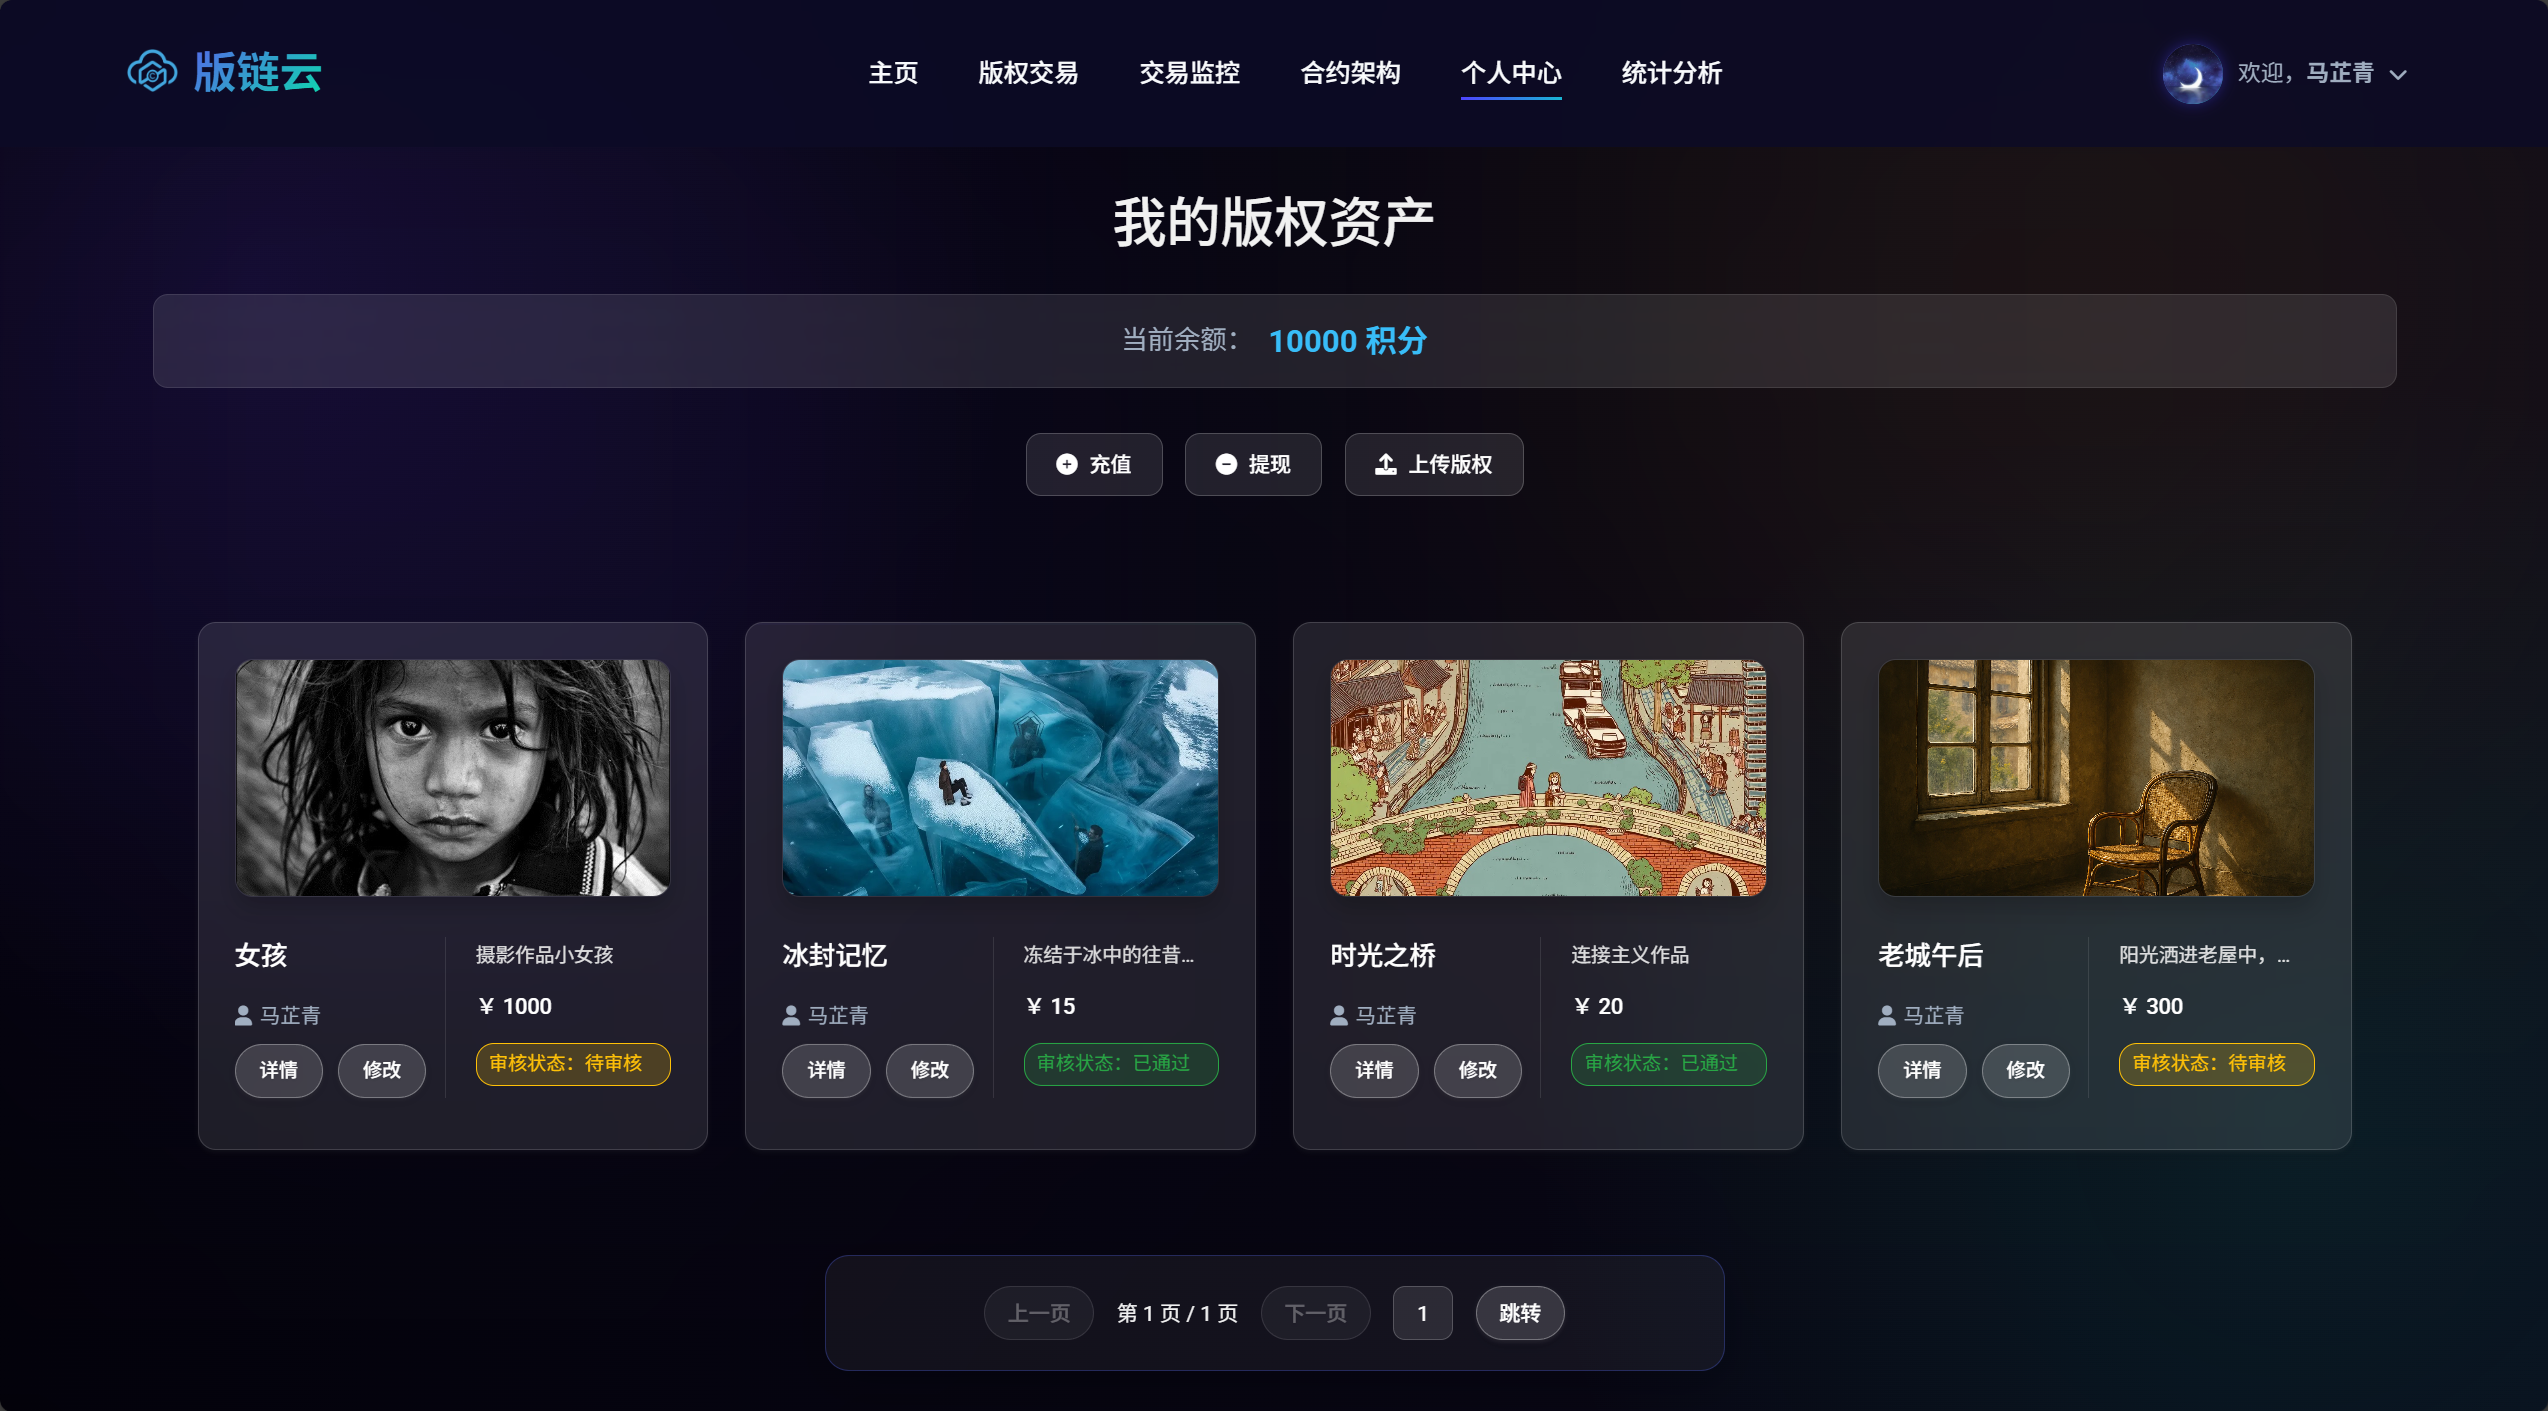 版链云
主页 版权交易 交易监控 合约架构 个人中心 统计分析
欢迎，马芷青
我的版权资产
当前余额： 10000 积分
充值 提现 上传版权
女孩
摄影作品小女孩
马芷青
¥ 1000
详情 修改
审核状态：待审核
冰封记忆
冻结于冰中的往昔...
马芷青
¥ 15
详情 修改
审核状态：已通过
时光之桥
连接主义作品
马芷青
¥ 20
详情 修改
审核状态：已通过
老城午后
阳光洒进老屋中，...
马芷青
¥ 300
详情 修改
审核状态：待审核
上一页 第 1 页 / 1 页 下一页 1 跳转